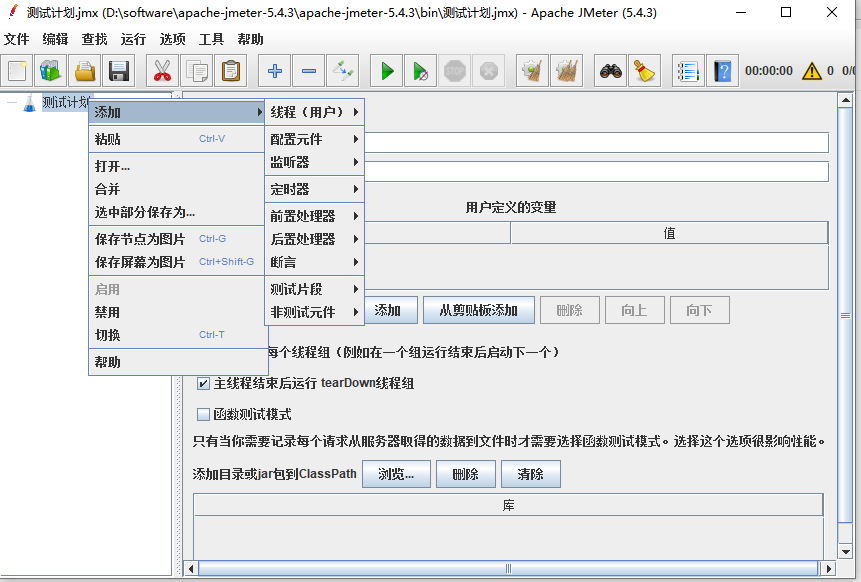 测试计划.jmx (D:\software\apache-jmeter-5.4.3\apache-jmeter-5.4.3\bin\测试计划.jmx) - Apache JMeter (5.4.3)
文件 编辑 查找 运行 选项 工具 帮助
STOP 00:00:00 0 0/0
测试计划
添加
粘贴 Ctrl-V
打开...
合并
选中部分保存为...
保存节点为图片 Ctrl-G
保存屏幕为图片 Ctrl+Shift-G
启用
禁用
切换 Ctrl-T
帮助
线程（用户）
配置元件
监听器
定时器
前置处理器
后置处理器
断言
测试片段
非测试元件
用户定义的变量
值
添加 从剪贴板添加 删除 向上 向下
每个线程组（例如在一个组运行结束后启动下一个）
主线程结束后运行 tearDown线程组
函数测试模式
只有当你需要记录每个请求从服务器取得的数据到文件时才需要选择函数测试模式。选择这个选项很影响性能。
添加目录或jar包到ClassPath 浏览... 删除 清除
库